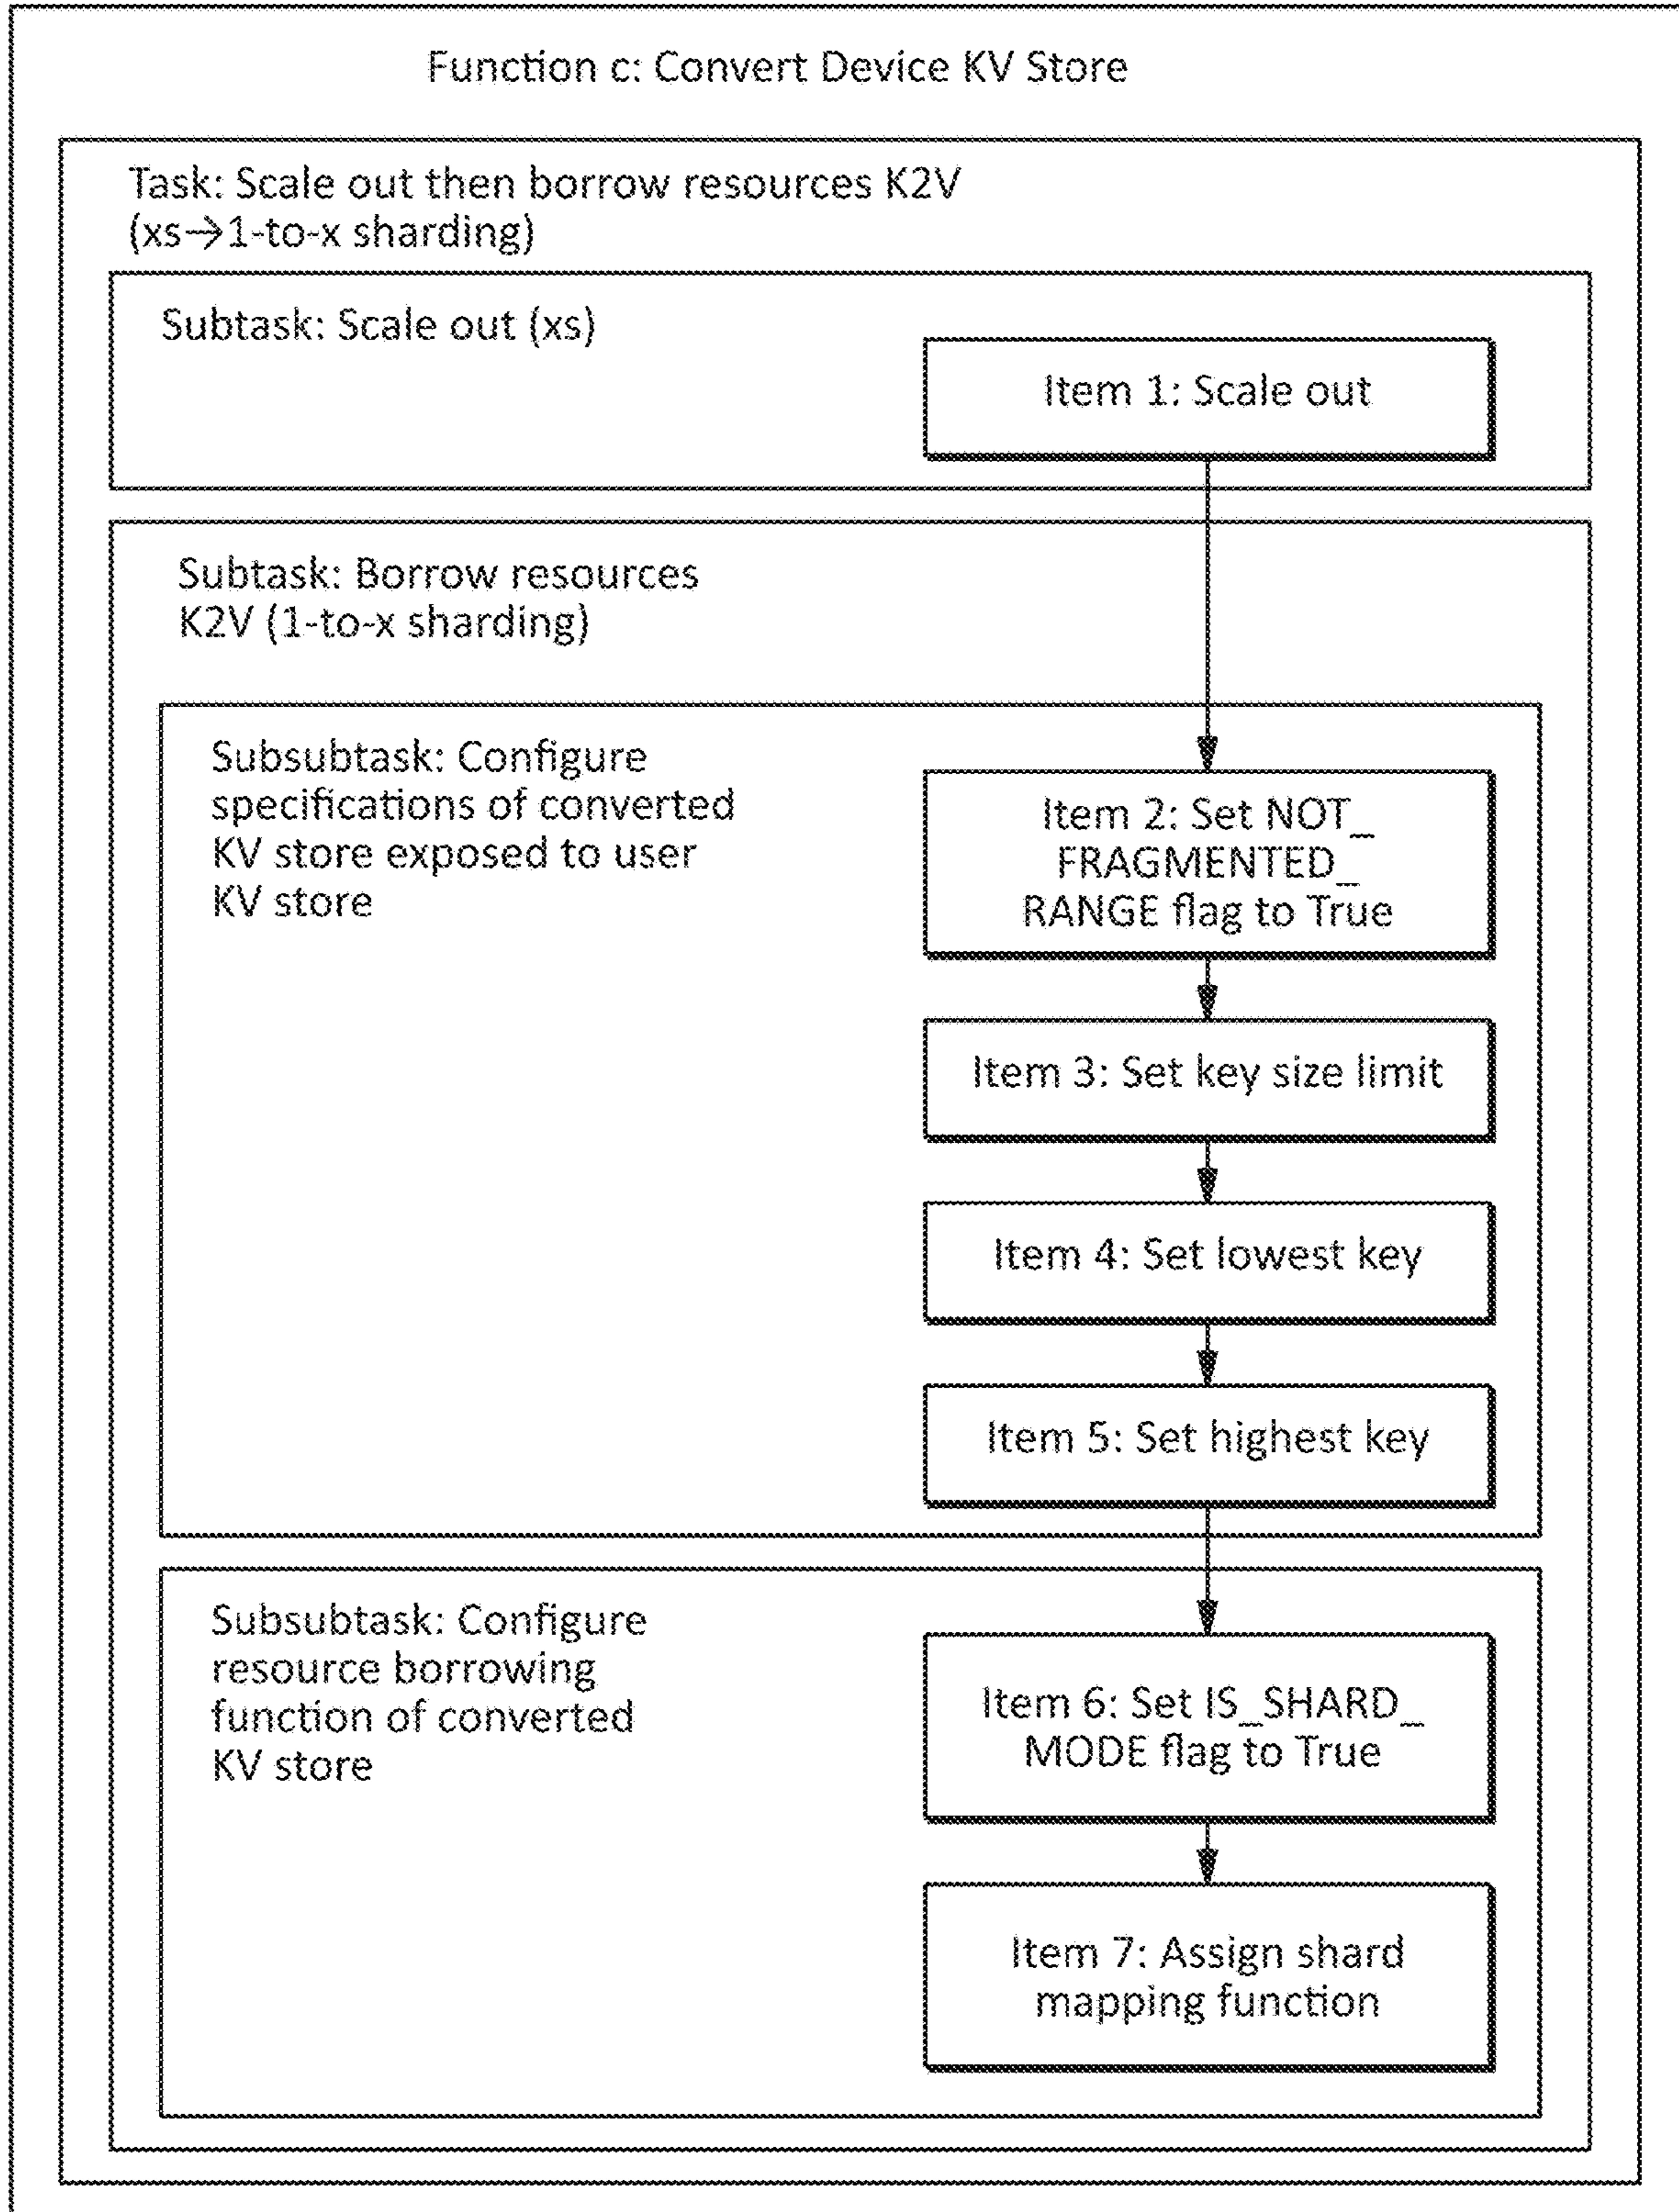 Function c: Convert Device KV Store
Task: Scale out then borrow resources K2V
(xs→1-to-x sharding)
Subtask: Scale out (xs)
Item 1: Scale out
Subtask: Borrow resources
K2V (1-to-x sharding)
Subsubtask: Configure
specifications of converted
KV store exposed to user
KV store
Item 2: Set NOT_
FRAGMENTED_
RANGE flag to True
Item 3: Set key size limit
Item 4: Set lowest key
Item 5: Set highest key
Subsubtask: Configure
resource borrowing
function of converted
KV store
Item 6: Set IS_SHARD_
MODE flag to True
Item 7: Assign shard
mapping function